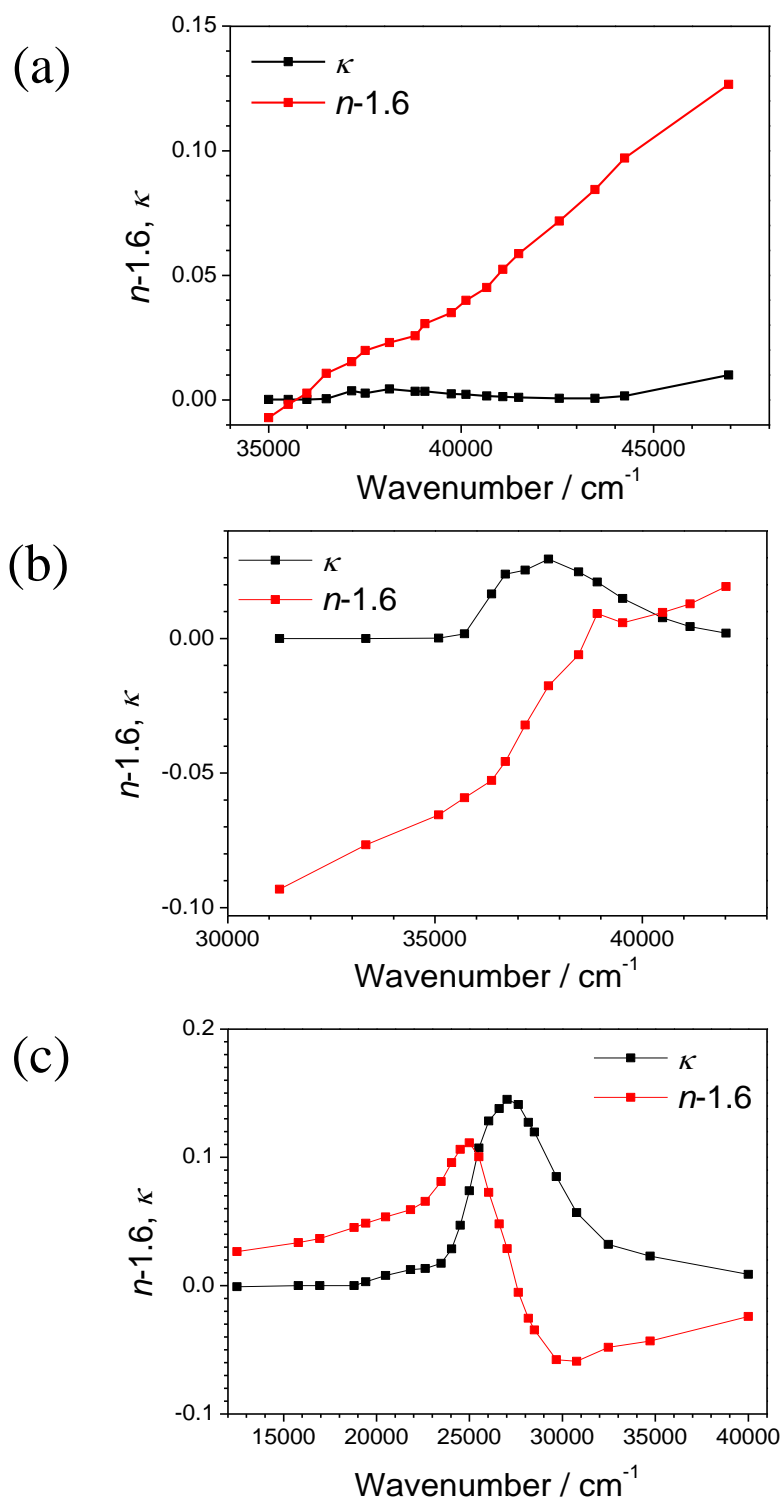 (a)
κ
n-1.6
n-1.6, κ
0.15
0.10
0.05
0.00
35000 40000 45000
Wavenumber / cm⁻¹
(b)
κ
n-1.6
n-1.6, κ
0.00
-0.05
-0.10
30000 35000 40000
Wavenumber / cm⁻¹
(c)
κ
n-1.6
n-1.6, κ
0.2
0.1
0.0
-0.1
15000 20000 25000 30000 35000 40000
Wavenumber / cm⁻¹